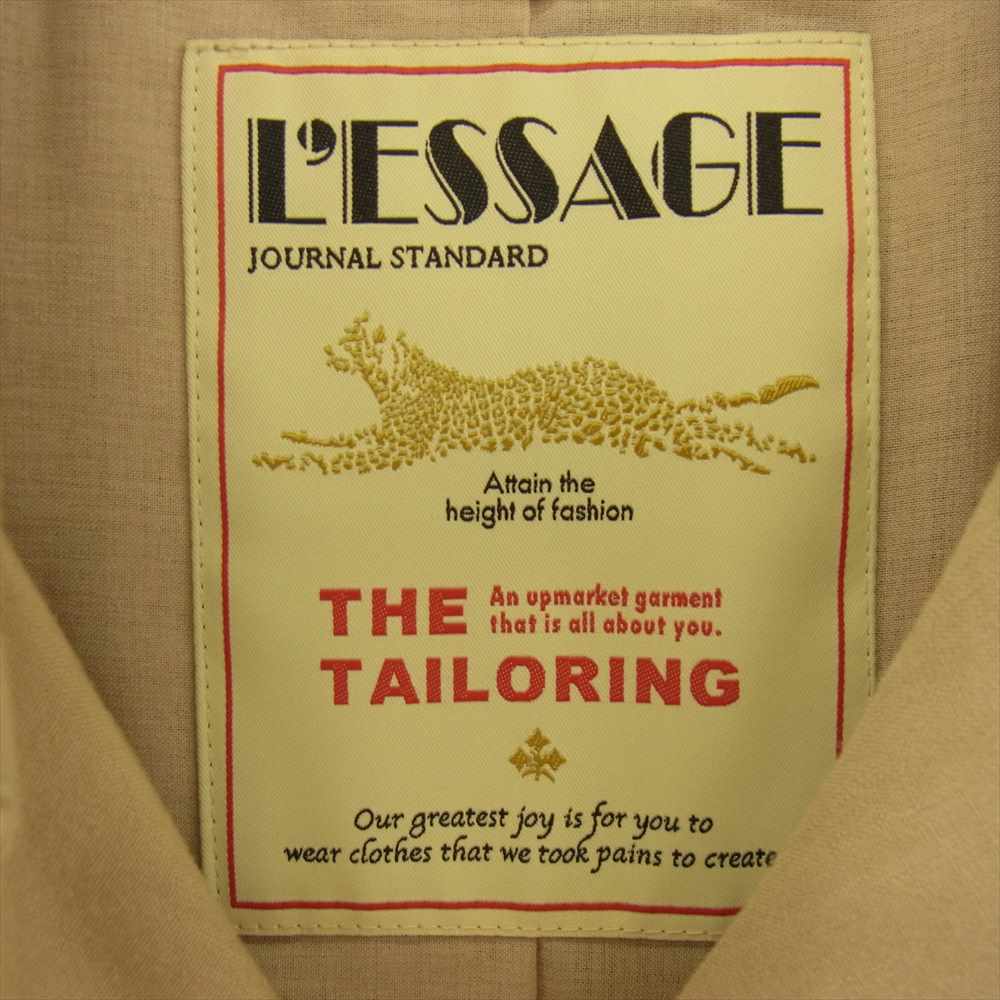 L'ESSAGE
JOURNAL STANDARD
Attain the
height of fashion
THE
An upmarket garment
that is all about you.
TAILORING
Our greatest joy is for you to
wear clothes that we took pains to create